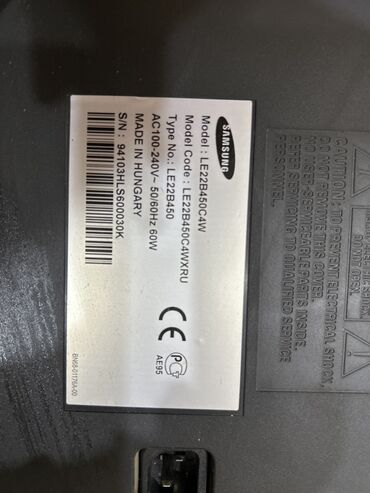 SAMSUNG
Model : LE22B450C4W
Model Code : LE22B450C4WXRU
Type No.: LE22B450
AC100-240V~ 50/60Hz 60W
MADE IN HUNGARY
S/N : 94103HLS600030K
CE
AE95
BN68-01176A-00
CAUTION: TO PREVENT ELECTRICAL SHOCK,
DO NOT REMOVE THIS COVER.
NO USER-SERVICEABLE PARTS INSIDE.
REFER SERVICING TO QUALIFIED SERVICE
PERSONNEL.